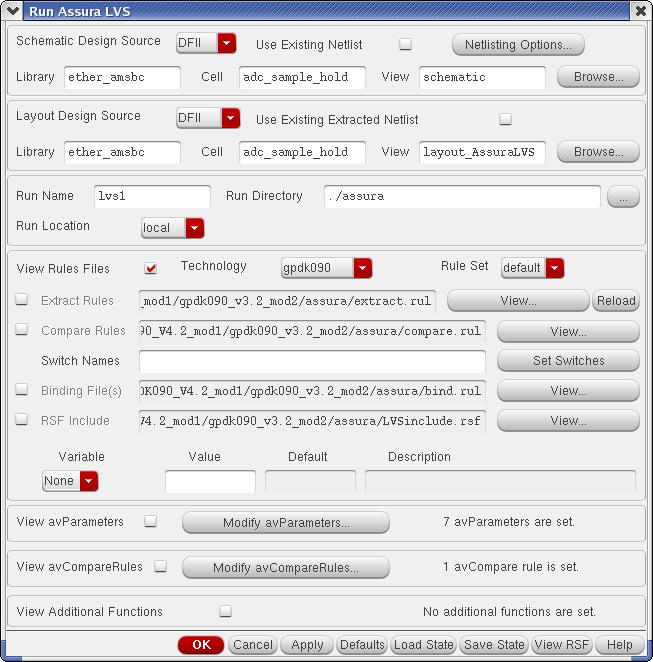 Run Assura LVS
Schematic Design Source DFII Use Existing Netlist Netlisting Options...
Library ether_amsbc Cell adc_sample_hold View schematic Browse...
Layout Design Source DFII Use Existing Extracted Netlist
Library ether_amsbc Cell adc_sample_hold View layout_AssuraLVS Browse...
Run Name lvs1 Run Directory ./assura ...
Run Location local
View Rules Files Technology gpdk090 Rule Set default
Extract Rules _mod1/gpdk090_v3.2_mod2/assura/extract.rul View... Reload
Compare Rules 90_V4.2_mod1/gpdk090_v3.2_mod2/assura/compare.rul View...
Switch Names Set Switches
Binding File(s) DK090_V4.2_mod1/gpdk090_v3.2_mod2/assura/bind.rul View...
RSF Include V4.2_mod1/gpdk090_v3.2_mod2/assura/LVSinclude.rsf View...
Variable Value Default Description
None
View avParameters Modify avParameters... 7 avParameters are set.
View avCompareRules Modify avCompareRules... 1 avCompare rule is set.
View Additional Functions No additional functions are set.
OK Cancel Apply Defaults Load State Save State View RSF Help